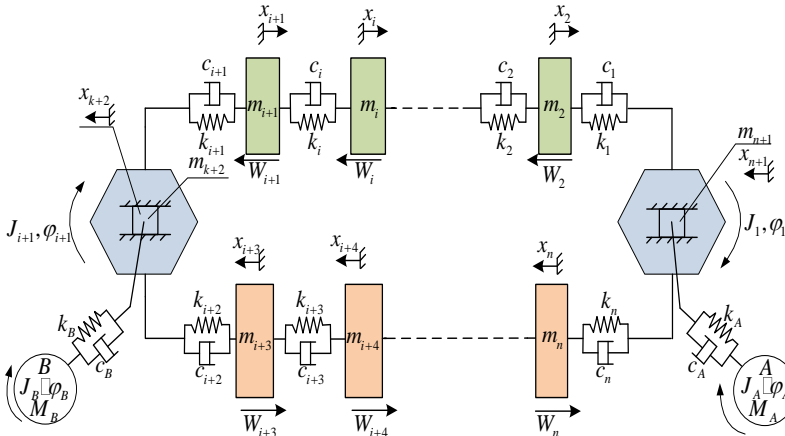 x_{i+1} x_i x_2
c_{i+1} c_i c_2 c_1
x_{k+2} m_{i+1} m_i m_2 m_{n+1}
k_{i+1} k_i k_2 k_1
m_{k+2} W_{i+1} W_i W_2 x_{n+1}
J_{i+1}, φ_{i+1} J_1, φ_1
x_{i+3} x_{i+4} x_n
k_{i+2} k_{i+3} k_n
k_B m_{i+3} m_{i+4} m_n k_A
c_B c_{i+2} c_{i+3} c_n c_A
B A
J_B φ_B J_A φ_A
M_B W_{i+3} W_{i+4} W_n M_A